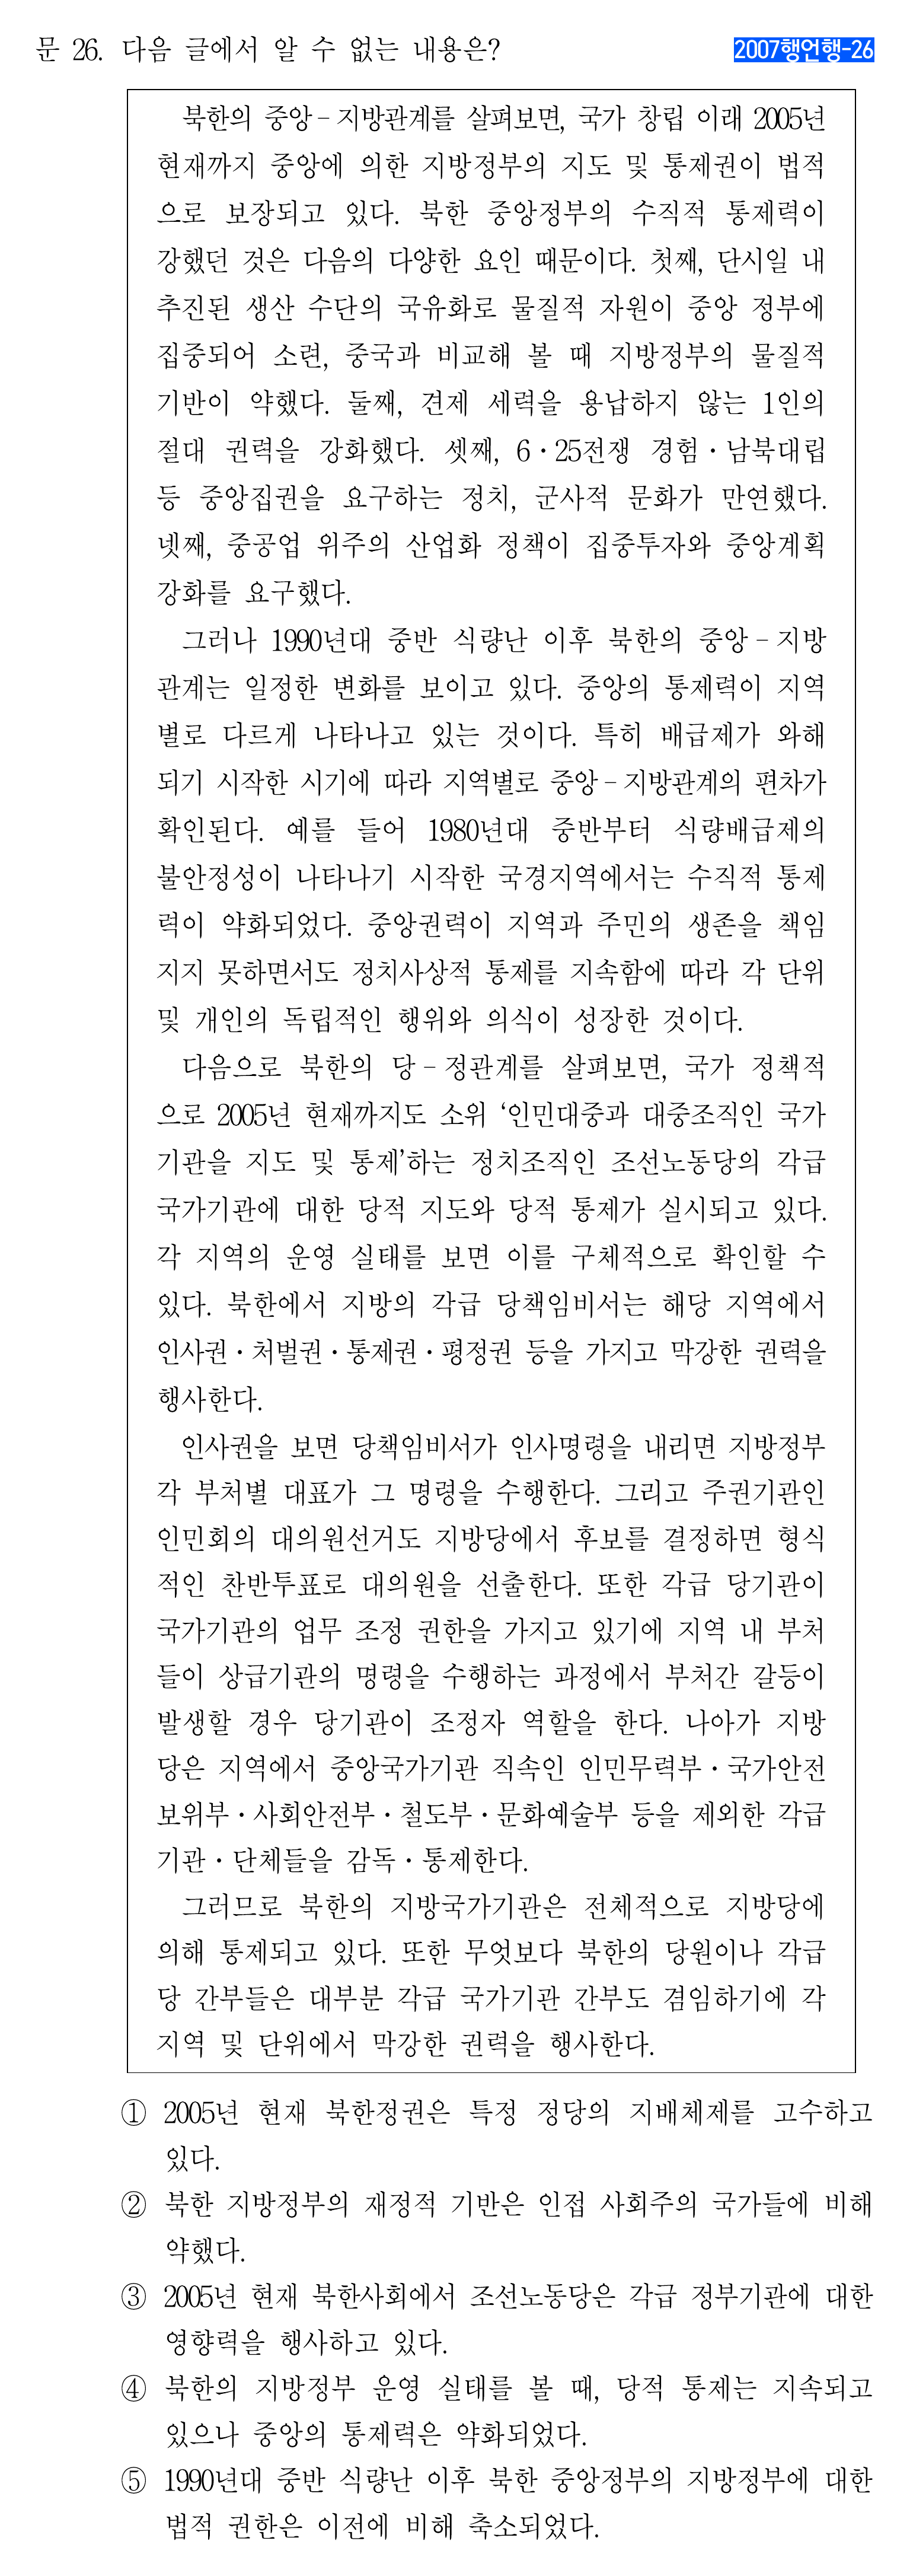 문 26. 다음 글에서 알 수 없는 내용은?
2007행언행-26
북한의 중앙－지방관계를 살펴보면, 국가 창립 이래 2005년
현재까지 중앙에 의한 지방정부의 지도 및 통제권이 법적
으로 보장되고 있다. 북한 중앙정부의 수직적 통제력이
강했던 것은 다음의 다양한 요인 때문이다. 첫째, 단시일 내
추진된 생산 수단의 국유화로 물질적 자원이 중앙 정부에
집중되어 소련, 중국과 비교해 볼 때 지방정부의 물질적
기반이 약했다. 둘째, 견제 세력을 용납하지 않는 1인의
절대 권력을 강화했다. 셋째, 6･25전쟁 경험･남북대립
등 중앙집권을 요구하는 정치, 군사적 문화가 만연했다.
넷째, 중공업 위주의 산업화 정책이 집중투자와 중앙계획
강화를 요구했다.
그러나 1990년대 중반 식량난 이후 북한의 중앙－지방
관계는 일정한 변화를 보이고 있다. 중앙의 통제력이 지역
별로 다르게 나타나고 있는 것이다. 특히 배급제가 와해
되기 시작한 시기에 따라 지역별로 중앙－지방관계의 편차가
확인된다. 예를 들어 1980년대 중반부터 식량배급제의
불안정성이 나타나기 시작한 국경지역에서는 수직적 통제
력이 약화되었다. 중앙권력이 지역과 주민의 생존을 책임
지지 못하면서도 정치사상적 통제를 지속함에 따라 각 단위
및 개인의 독립적인 행위와 의식이 성장한 것이다.
다음으로 북한의 당－정관계를 살펴보면, 국가 정책적
으로 2005년 현재까지도 소위 ‘인민대중과 대중조직인 국가
기관을 지도 및 통제’하는 정치조직인 조선노동당의 각급
국가기관에 대한 당적 지도와 당적 통제가 실시되고 있다.
각 지역의 운영 실태를 보면 이를 구체적으로 확인할 수
있다. 북한에서 지방의 각급 당책임비서는 해당 지역에서
인사권･처벌권･통제권･평정권 등을 가지고 막강한 권력을
행사한다.
인사권을 보면 당책임비서가 인사명령을 내리면 지방정부
각 부처별 대표가 그 명령을 수행한다. 그리고 주권기관인
인민회의 대의원선거도 지방당에서 후보를 결정하면 형식
적인 찬반투표로 대의원을 선출한다. 또한 각급 당기관이
국가기관의 업무 조정 권한을 가지고 있기에 지역 내 부처
들이 상급기관의 명령을 수행하는 과정에서 부처간 갈등이
발생할 경우 당기관이 조정자 역할을 한다. 나아가 지방
당은 지역에서 중앙국가기관 직속인 인민무력부･국가안전
보위부･사회안전부･철도부･문화예술부 등을 제외한 각급
기관･단체들을 감독･통제한다.
그러므로 북한의 지방국가기관은 전체적으로 지방당에
의해 통제되고 있다. 또한 무엇보다 북한의 당원이나 각급
당 간부들은 대부분 각급 국가기관 간부도 겸임하기에 각
지역 및 단위에서 막강한 권력을 행사한다.
① 2005년 현재 북한정권은 특정 정당의 지배체제를 고수하고
있다.
② 북한 지방정부의 재정적 기반은 인접 사회주의 국가들에 비해
약했다.
③ 2005년 현재 북한사회에서 조선노동당은 각급 정부기관에 대한
영향력을 행사하고 있다.
④ 북한의 지방정부 운영 실태를 볼 때, 당적 통제는 지속되고
있으나 중앙의 통제력은 약화되었다.
⑤ 1990년대 중반 식량난 이후 북한 중앙정부의 지방정부에 대한
법적 권한은 이전에 비해 축소되었다.